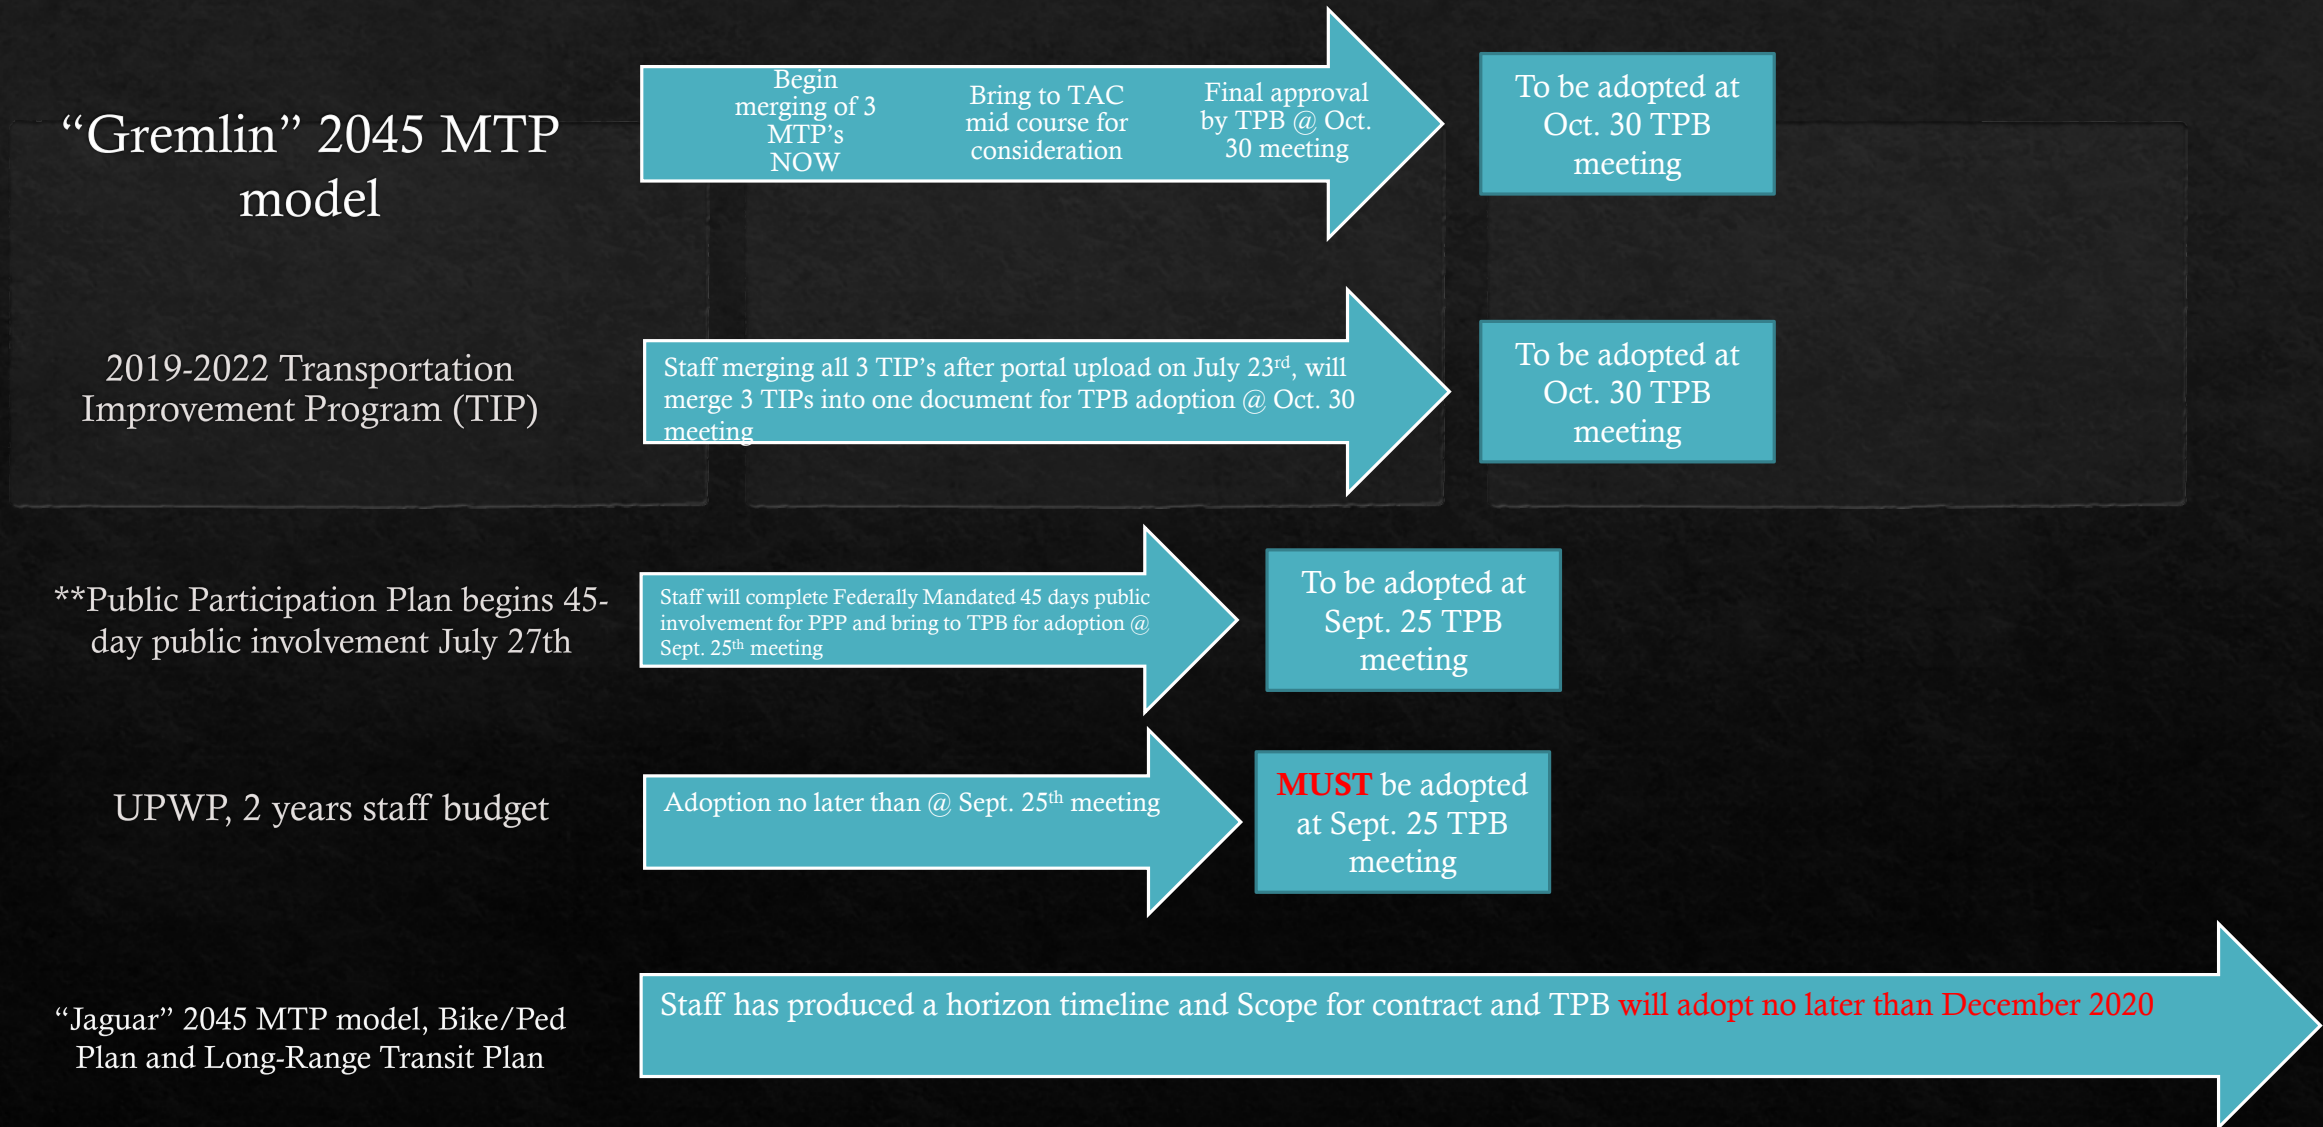 “Gremlin” 2045 MTP
model
Begin
merging of 3
MTP’s
NOW
Bring to TAC
mid course for
consideration
Final approval
by TPB @ Oct.
30 meeting
To be adopted at
Oct. 30 TPB
meeting
2019-2022 Transportation
Improvement Program (TIP)
Staff merging all 3 TIP’s after portal upload on July 23rd, will
merge 3 TIPs into one document for TPB adoption @ Oct. 30
meeting
To be adopted at
Oct. 30 TPB
meeting
**Public Participation Plan begins 45-
day public involvement July 27th
Staff will complete Federally Mandated 45 days public
involvement for PPP and bring to TPB for adoption @
Sept. 25th meeting
To be adopted at
Sept. 25 TPB
meeting
UPWP, 2 years staff budget
Adoption no later than @ Sept. 25th meeting
MUST be adopted
at Sept. 25 TPB
meeting
“Jaguar” 2045 MTP model, Bike/Ped
Plan and Long-Range Transit Plan
Staff has produced a horizon timeline and Scope for contract and TPB will adopt no later than December 2020